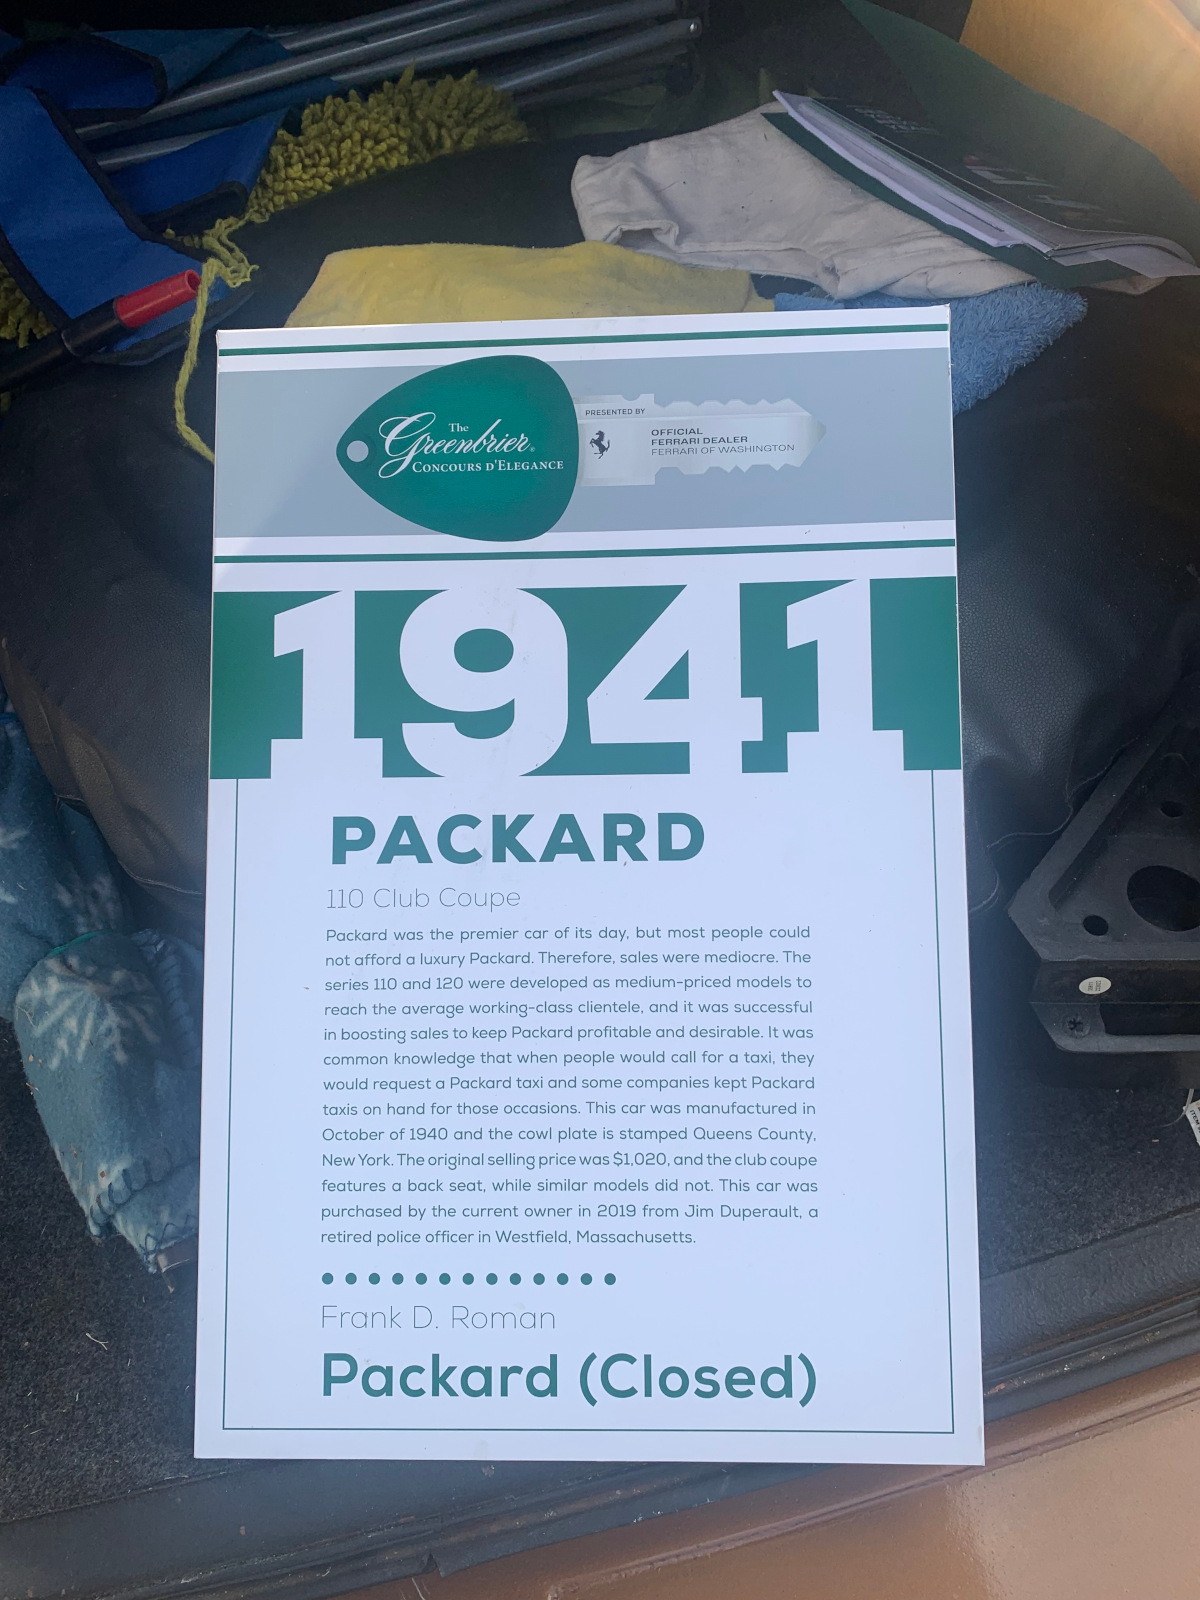 The
Greenbrier®
CONCOURS D'ELEGANCE
PRESENTED BY
OFFICIAL
FERRARI DEALER
FERRARI OF WASHINGTON
1941
PACKARD
110 Club Coupe
Packard was the premier car of its day, but most people could
not afford a luxury Packard. Therefore, sales were mediocre. The
series 110 and 120 were developed as medium-priced models to
reach the average working-class clientele, and it was successful
in boosting sales to keep Packard profitable and desirable. It was
common knowledge that when people would call for a taxi, they
would request a Packard taxi and some companies kept Packard
taxis on hand for those occasions. This car was manufactured in
October of 1940 and the cowl plate is stamped Queens County,
New York. The original selling price was $1,020, and the club coupe
features a back seat, while similar models did not. This car was
purchased by the current owner in 2019 from Jim Duperault, a
retired police officer in Westfield, Massachusetts.
Frank D. Roman
Packard (Closed)